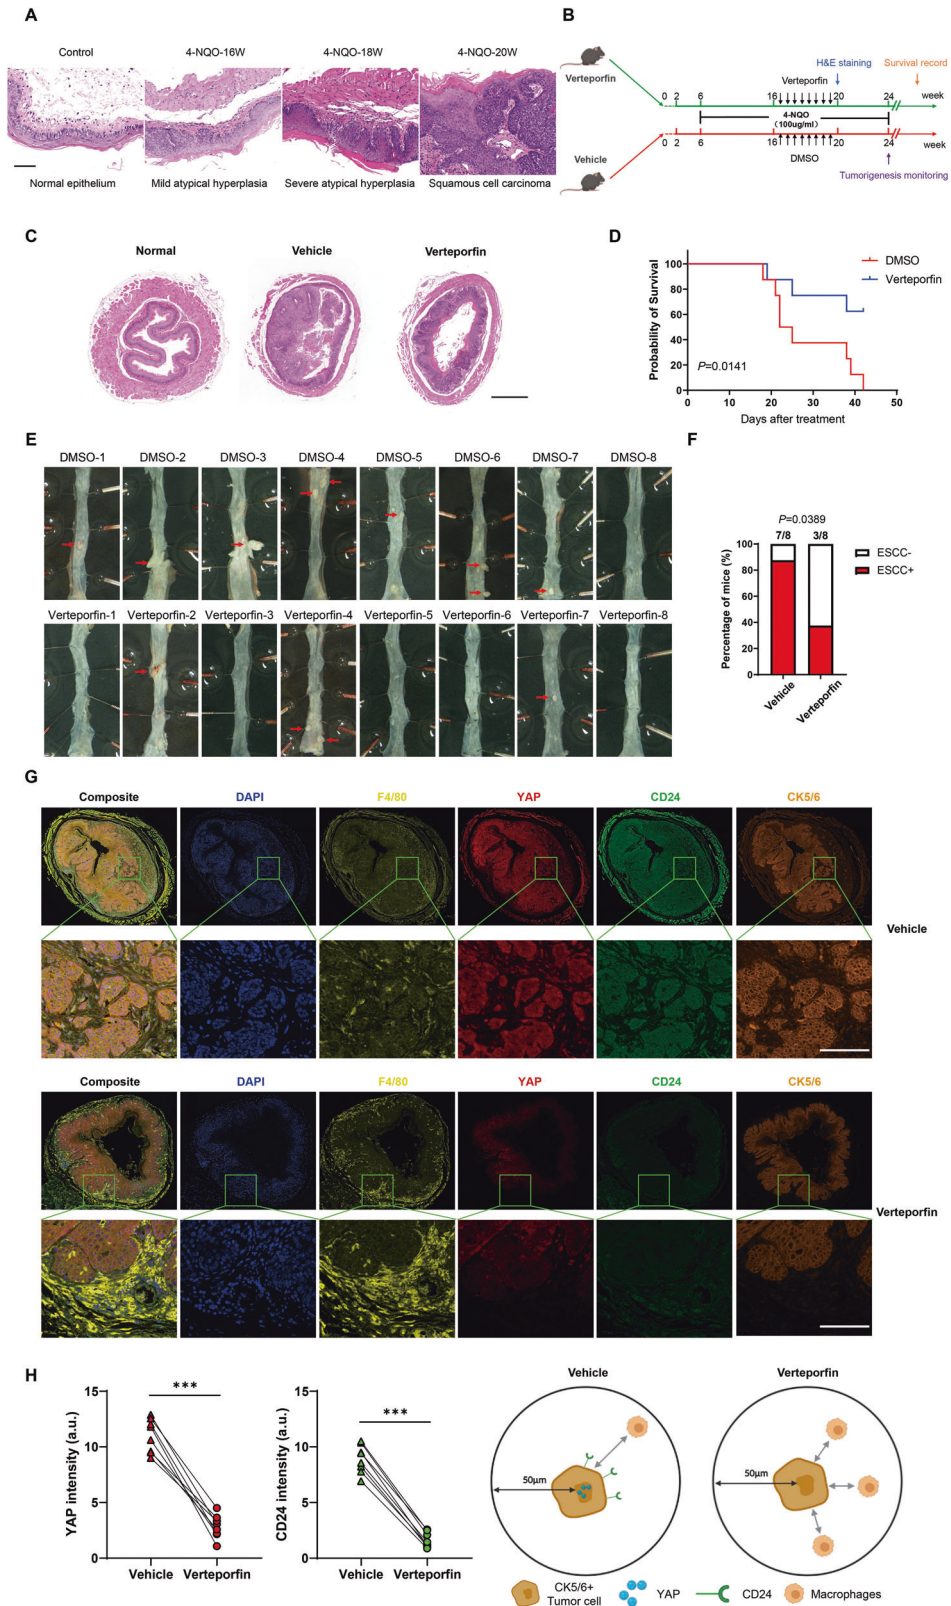 A
Control
4-NQO-16W
4-NQO-18W
4-NQO-20W
Normal epithelium
Mild atypical hyperplasia
Severe atypical hyperplasia
Squamous cell carcinoma
B
H&E staining
Survival record
Verteporfin
Verteporfin
0 2 6 16 20 24 week
4-NQO
(100ug/ml)
0 2 6 16 20 24 week
Vehicle
DMSO
Tumorigenesis monitoring
C
Normal
Vehicle
Verteporfin
D
DMSO
Verteporfin
Probability of Survival
100
80
60
40
20
0
P=0.0141
0 10 20 30 40 50
Days after treatment
E
DMSO-1 DMSO-2 DMSO-3 DMSO-4 DMSO-5 DMSO-6 DMSO-7 DMSO-8
Verteporfin-1 Verteporfin-2 Verteporfin-3 Verteporfin-4 Verteporfin-5 Verteporfin-6 Verteporfin-7 Verteporfin-8
F
P=0.0389
7/8 3/8
Percentage of mice (%)
100
80
60
40
20
0
Vehicle
Verteporfin
ESCC-
ESCC+
G
Composite DAPI F4/80 YAP CD24 CK5/6
Vehicle
Composite DAPI F4/80 YAP CD24 CK5/6
Verteporfin
H
YAP intensity (a.u.)
15
10
5
0
***
Vehicle Verteporfin
CD24 intensity (a.u.)
15
10
5
0
***
Vehicle Verteporfin
Vehicle
50μm
Verteporfin
50μm
CK5/6+
Tumor cell
YAP
CD24
Macrophages